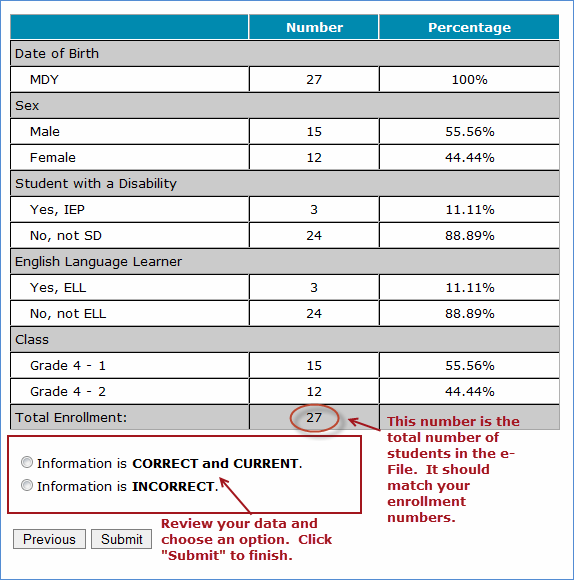 Number Percentage
Date of Birth
MDY 27 100%
Sex
Male 15 55.56%
Female 12 44.44%
Student with a Disability
Yes, IEP 3 11.11%
No, not SD 24 88.89%
English Language Learner
Yes, ELL 3 11.11%
No, not ELL 24 88.89%
Class
Grade 4 - 1 15 55.56%
Grade 4 - 2 12 44.44%
Total Enrollment: 27
This number is the
total number of
students in the e-
File. It should
match your
enrollment
numbers.
Information is CORRECT and CURRENT.
Information is INCORRECT.
Review your data and
choose an option. Click
"Submit" to finish.
Previous Submit